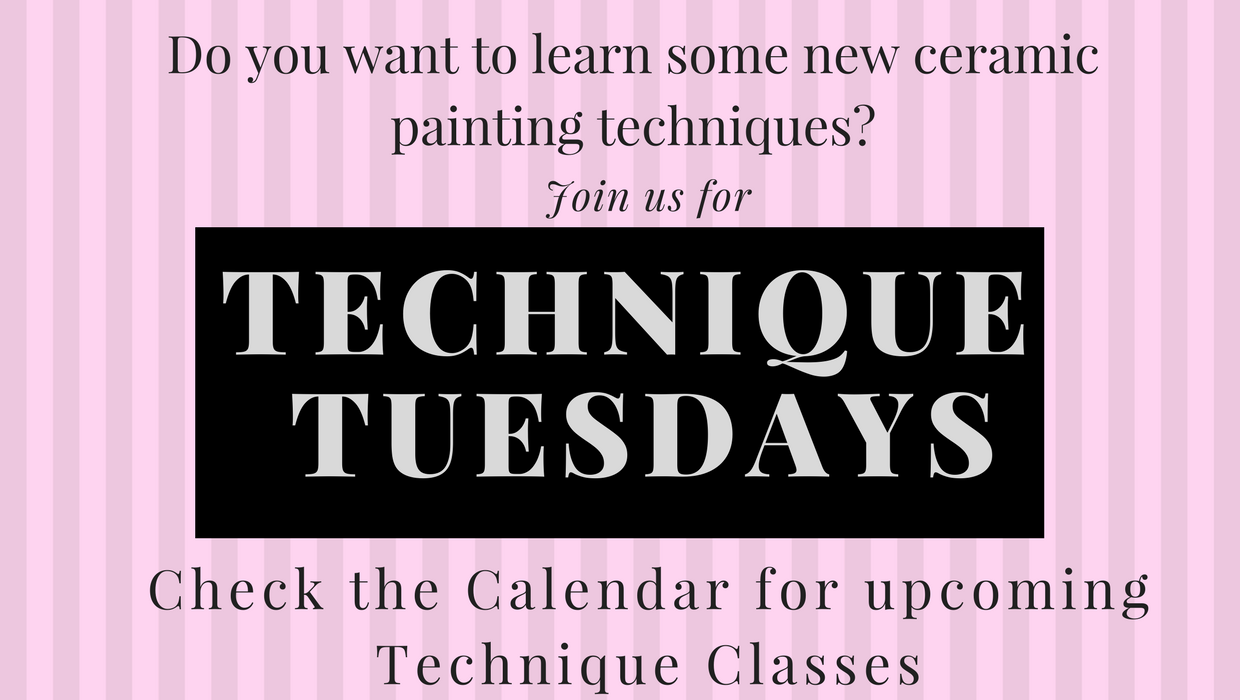 Do you want to learn some new ceramic
painting techniques?
Join us for
TECHNIQUE
TUESDAYS
Check the Calendar for upcoming
Technique Classes